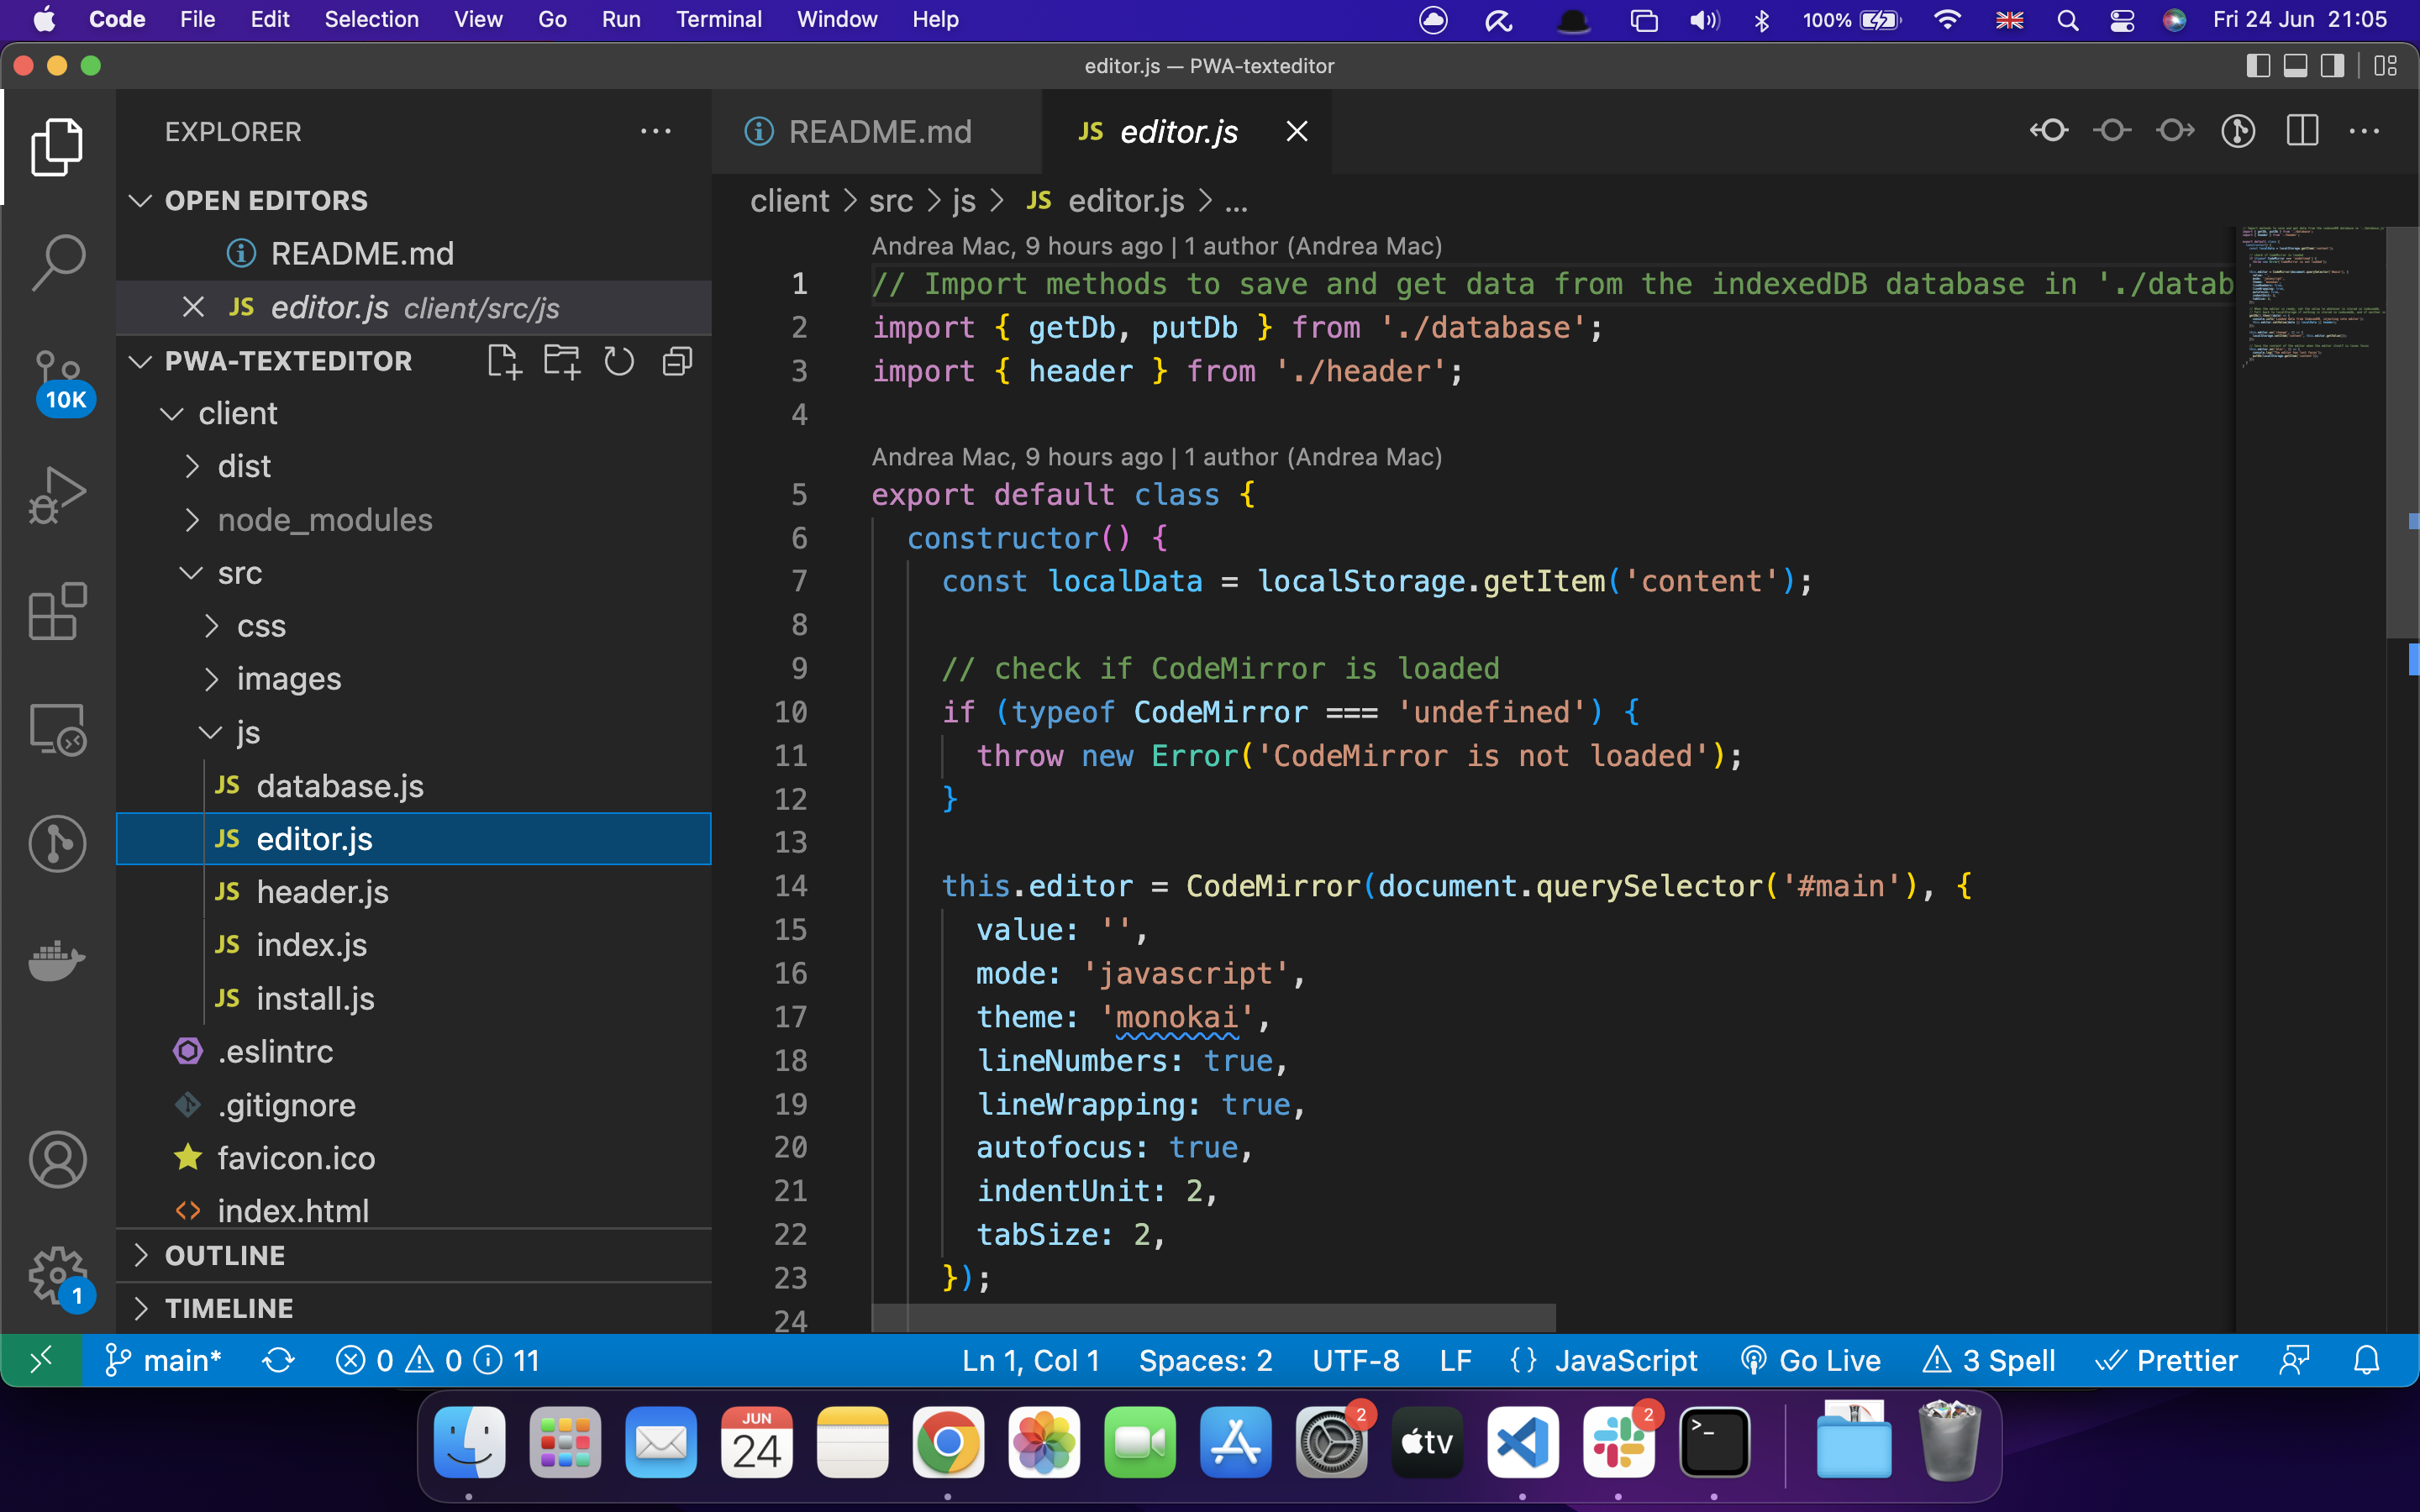 Code File Edit Selection View Go Run Terminal Window Help 100% Fri 24 Jun 21:05
editor.js — PWA-texteditor
EXPLORER
OPEN EDITORS
README.md
JS editor.js client/src/js
PWA-TEXTEDITOR
10K
client
dist
node_modules
src
css
images
js
JS database.js
JS editor.js
JS header.js
JS index.js
JS install.js
.eslintrc
.gitignore
favicon.ico
index.html
OUTLINE
1
TIMELINE
README.md JS editor.js
client > src > js > JS editor.js > ...
Andrea Mac, 9 hours ago | 1 author (Andrea Mac)
1 // Import methods to save and get data from the indexedDB database in './datab
2 import { getDb, putDb } from './database';
3 import { header } from './header';
4
Andrea Mac, 9 hours ago | 1 author (Andrea Mac)
5 export default class {
6 constructor() {
7 const localData = localStorage.getItem('content');
8
9 // check if CodeMirror is loaded
10 if (typeof CodeMirror === 'undefined') {
11 throw new Error('CodeMirror is not loaded');
12 }
13
14 this.editor = CodeMirror(document.querySelector('#main'), {
15 value: '',
16 mode: 'javascript',
17 theme: 'monokai',
18 lineNumbers: true,
19 lineWrapping: true,
20 autofocus: true,
21 indentUnit: 2,
22 tabSize: 2,
23 });
24
main* 0 0 11 Ln 1, Col 1 Spaces: 2 UTF-8 LF {} JavaScript Go Live 3 Spell Prettier
JUN
24
2
tv
2
>_